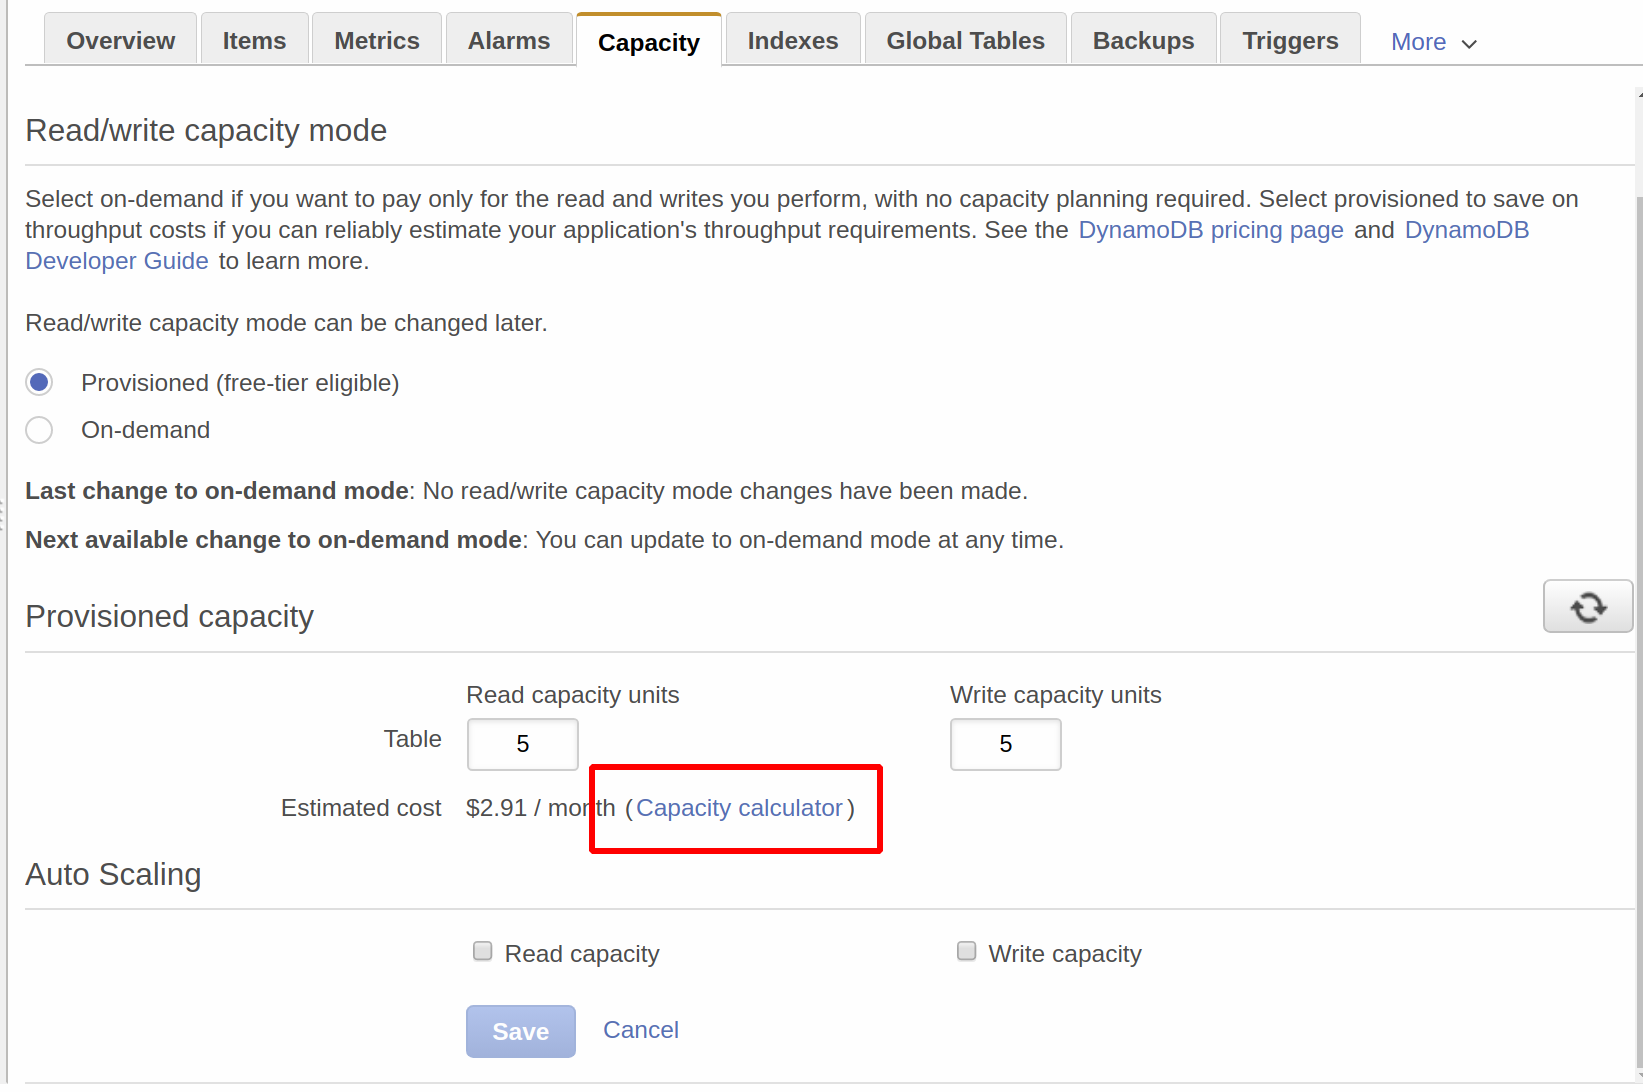 Overview Items Metrics Alarms Capacity Indexes Global Tables Backups Triggers More
Read/write capacity mode
Select on-demand if you want to pay only for the read and writes you perform, with no capacity planning required. Select provisioned to save on
throughput costs if you can reliably estimate your application's throughput requirements. See the DynamoDB pricing page and DynamoDB
Developer Guide to learn more.
Read/write capacity mode can be changed later.
Provisioned (free-tier eligible)
On-demand
Last change to on-demand mode: No read/write capacity mode changes have been made.
Next available change to on-demand mode: You can update to on-demand mode at any time.
Provisioned capacity
Read capacity units Write capacity units
Table 5 5
Estimated cost $2.91 / month (Capacity calculator)
Auto Scaling
Read capacity Write capacity
Save Cancel